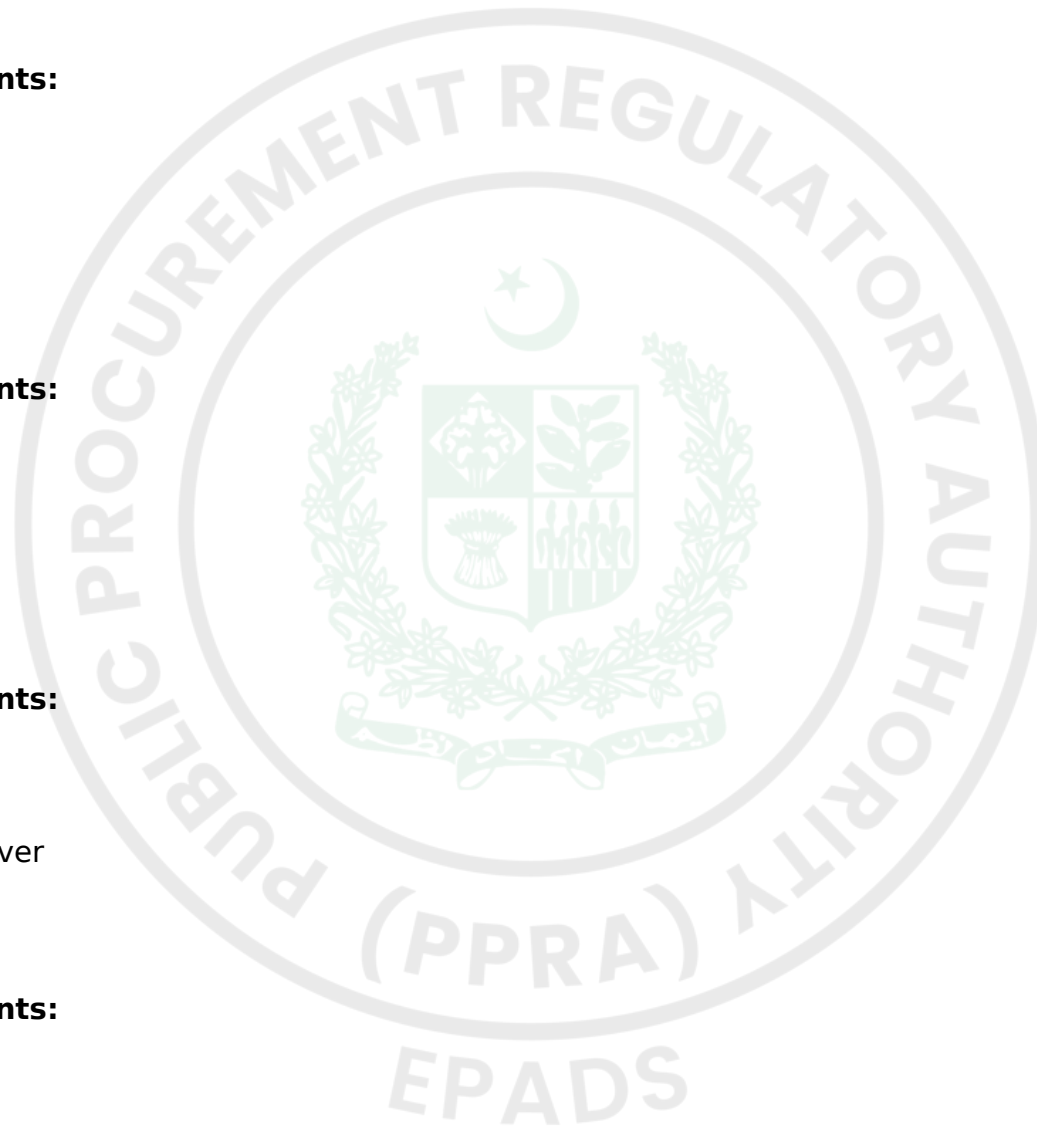 nts:
nts:
nts:
ver
nts:
PUBLIC PROCUREMENT REGULATORY AUTHORITY
(PPRA)
EPADS